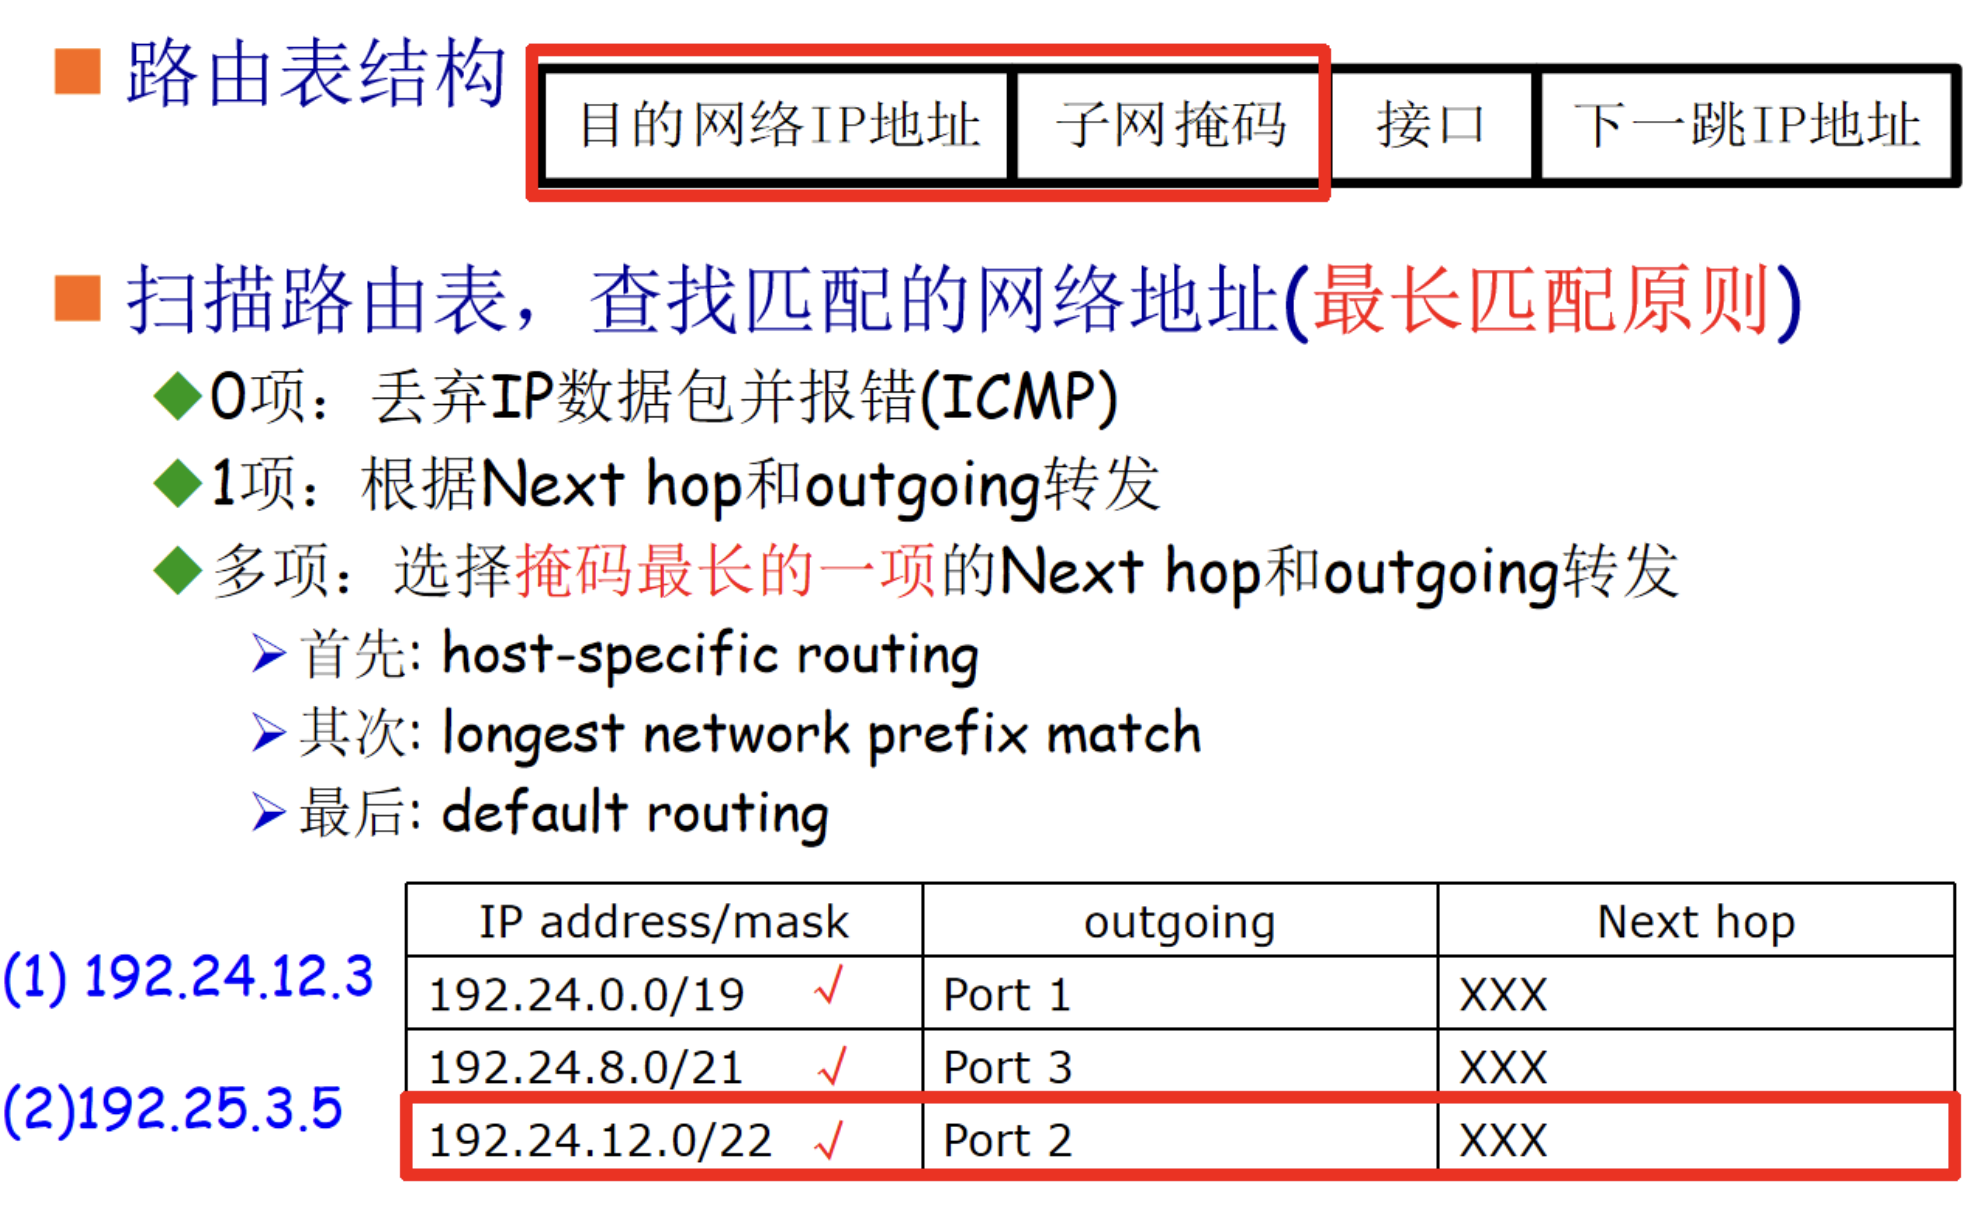 路由表结构
目的网络IP地址 子网掩码 接口 下一跳IP地址
扫描路由表，查找匹配的网络地址(最长匹配原则)
0项：丢弃IP数据包并报错(ICMP)
1项：根据Next hop和outgoing转发
多项：选择掩码最长的一项的Next hop和outgoing转发
首先: host-specific routing
其次: longest network prefix match
最后: default routing
(1) 192.24.12.3
(2)192.25.3.5
IP address/mask outgoing Next hop
192.24.0.0/19 √ Port 1 XXX
192.24.8.0/21 √ Port 3 XXX
192.24.12.0/22 √ Port 2 XXX